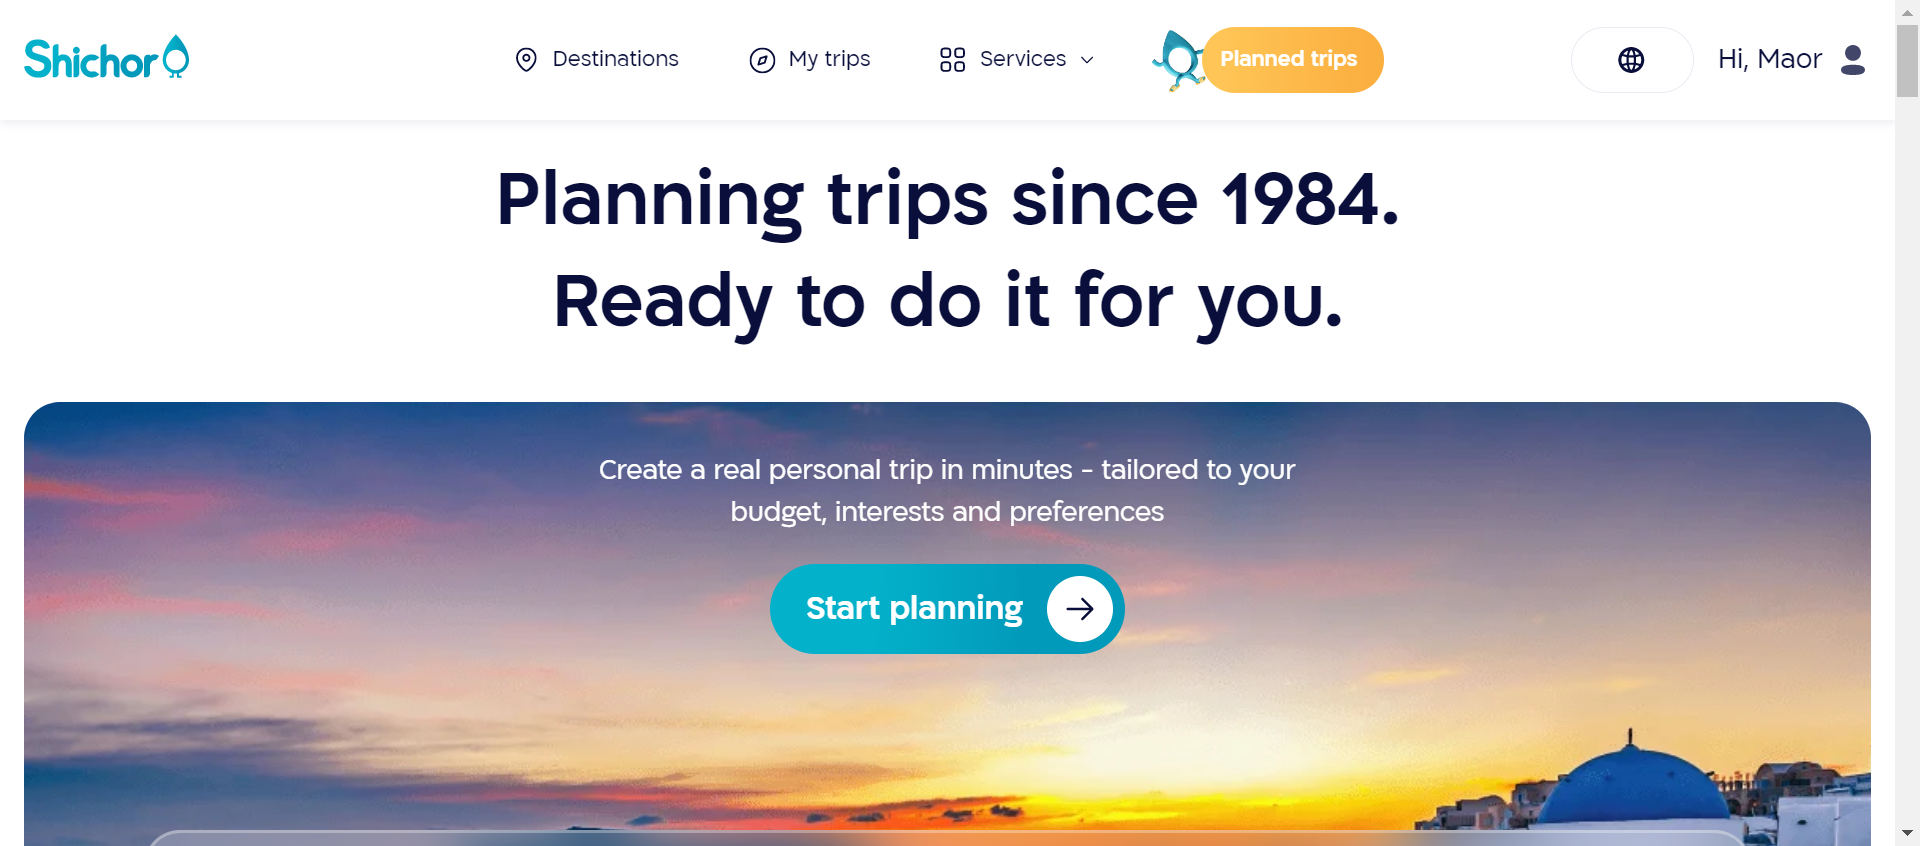 Shichor
Destinations
My trips
Services
Planned trips
Hi, Maor
Planning trips since 1984.
Ready to do it for you.
Create a real personal trip in minutes - tailored to your
budget, interests and preferences
Start planning